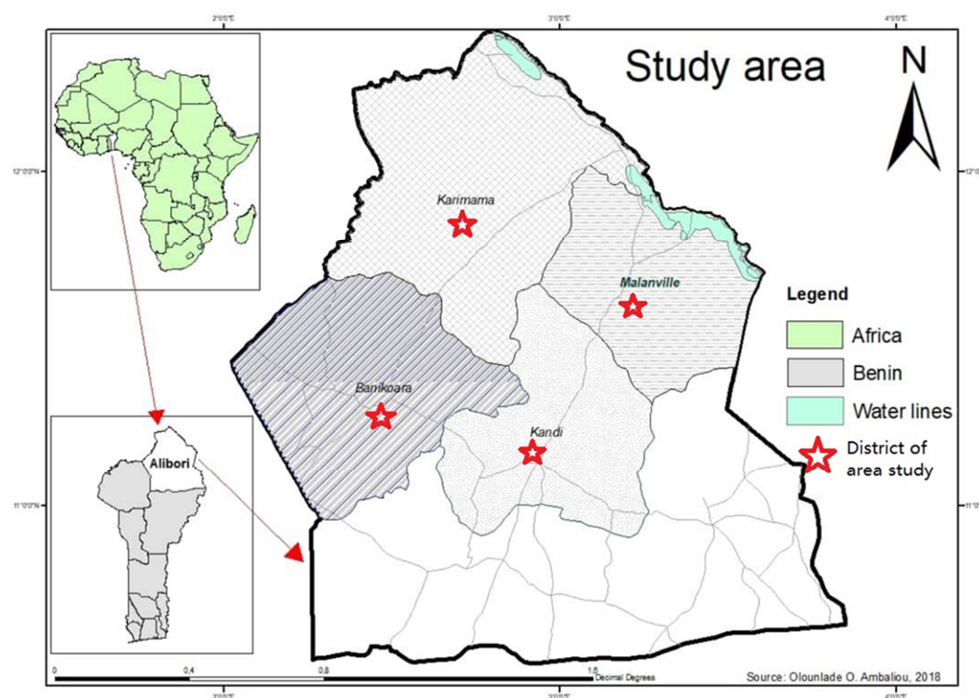 2°0'0"E 3°0'0"E 4°0'0"E
Study area
N
12°0'0"N
Karimama
Malanville
Legend
Africa
Benin
Water lines
District of
area study
Banikoara
Kandi
Alibori
11°0'0"N
0 0,4 0,8 1,6
Decimal Degrees
Source: Olounlade O. Ambaliou, 2018